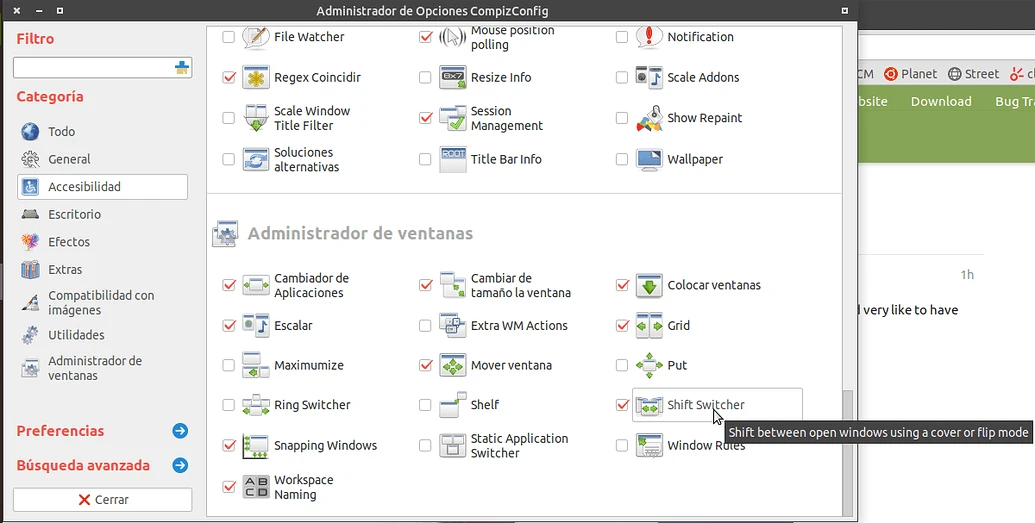 Administrador de Opciones CompizConfig
Filtro
Categoría
Todo
General
Accesibilidad
Escritorio
Efectos
Extras
Compatibilidad con
imágenes
Utilidades
Administrador de
ventanas
Preferencias
Búsqueda avanzada
Cerrar
File Watcher
Mouse position
polling
Notification
Regex Coincidir
8x7
Resize Info
Scale Addons
Scale Window
Title Filter
Session
Management
Show Repaint
Soluciones
alternativas
ROOT
Title Bar Info
Wallpaper
Administrador de ventanas
Cambiador de
Aplicaciones
Cambiar de
tamaño la ventana
Colocar ventanas
Escalar
Extra WM Actions
Grid
Maximumize
Mover ventana
Put
Ring Switcher
Shelf
Shift Switcher
Shift between open windows using a cover or flip mode
Snapping Windows
Static Application
Switcher
Window Rules
A B
C D
Workspace
Naming
CM
Planet
Street
bsite
Download
Bug Tra
1h
very like to have